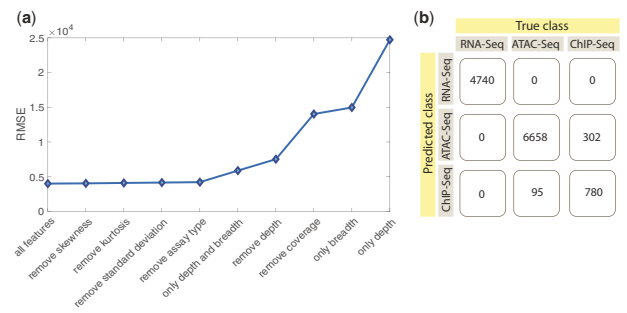 (a)
×10⁴
2.5
2
1.5
1
0.5
0
RMSE
all features
remove skewness
remove kurtosis
remove standard deviation
remove assay type
only depth and breadth
remove depth
remove coverage
only breadth
only depth
(b)
True class
RNA-Seq ATAC-Seq ChIP-Seq
Predicted class
RNA-Seq
4740 0 0
ATAC-Seq
0 6658 302
ChIP-Seq
0 95 780